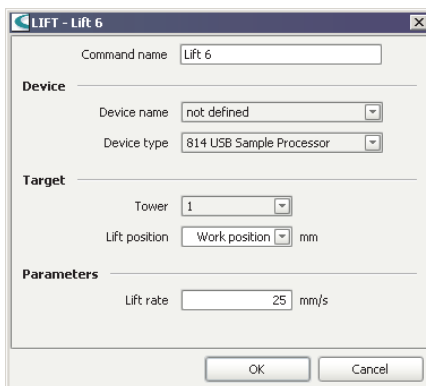 LIFT - Lift 6
Command name Lift 6
Device
Device name not defined
Device type 814 USB Sample Processor
Target
Tower 1
Lift position Work position mm
Parameters
Lift rate 25 mm/s
OK Cancel